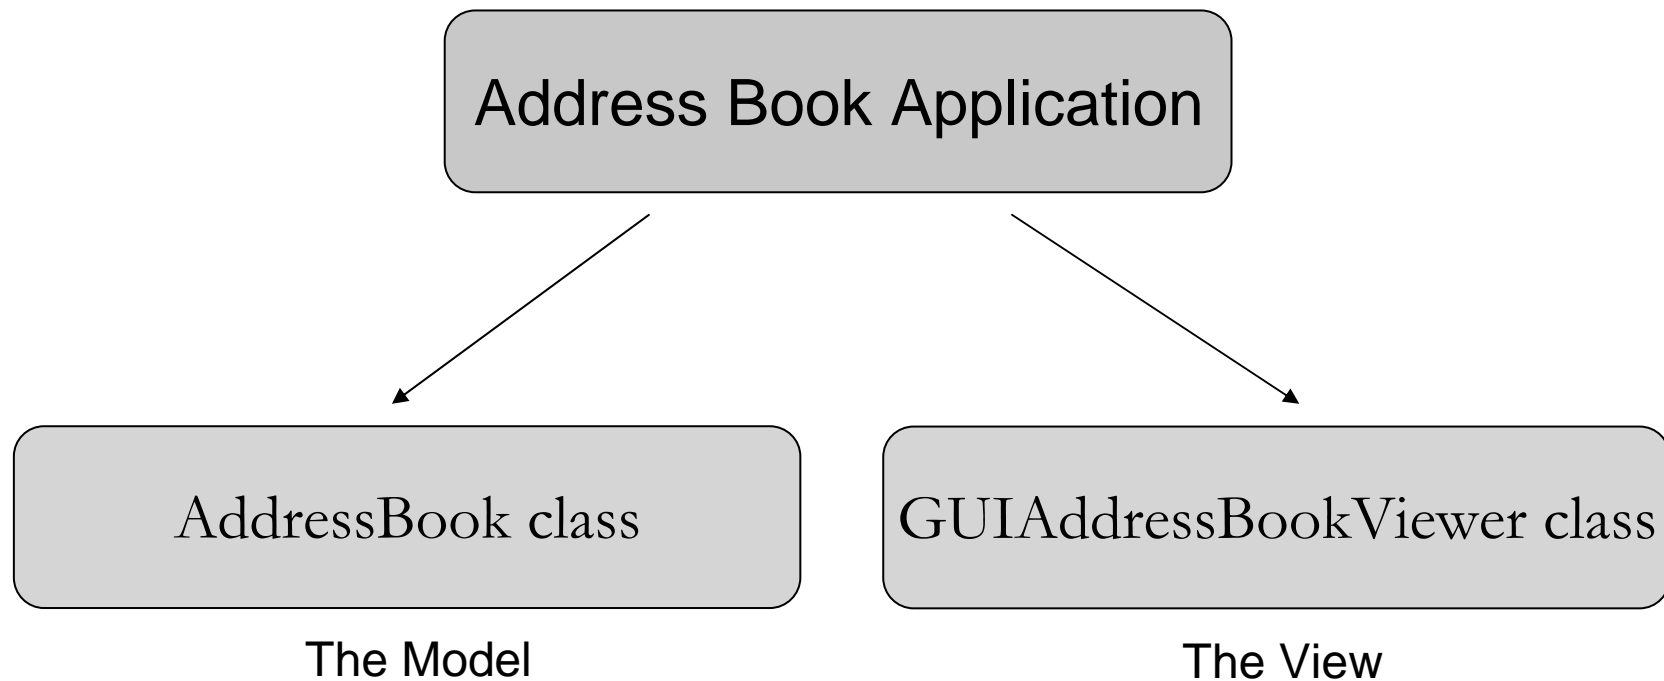 Address Book Application
AddressBook class
GUIAddressBookViewer class
The Model
The View